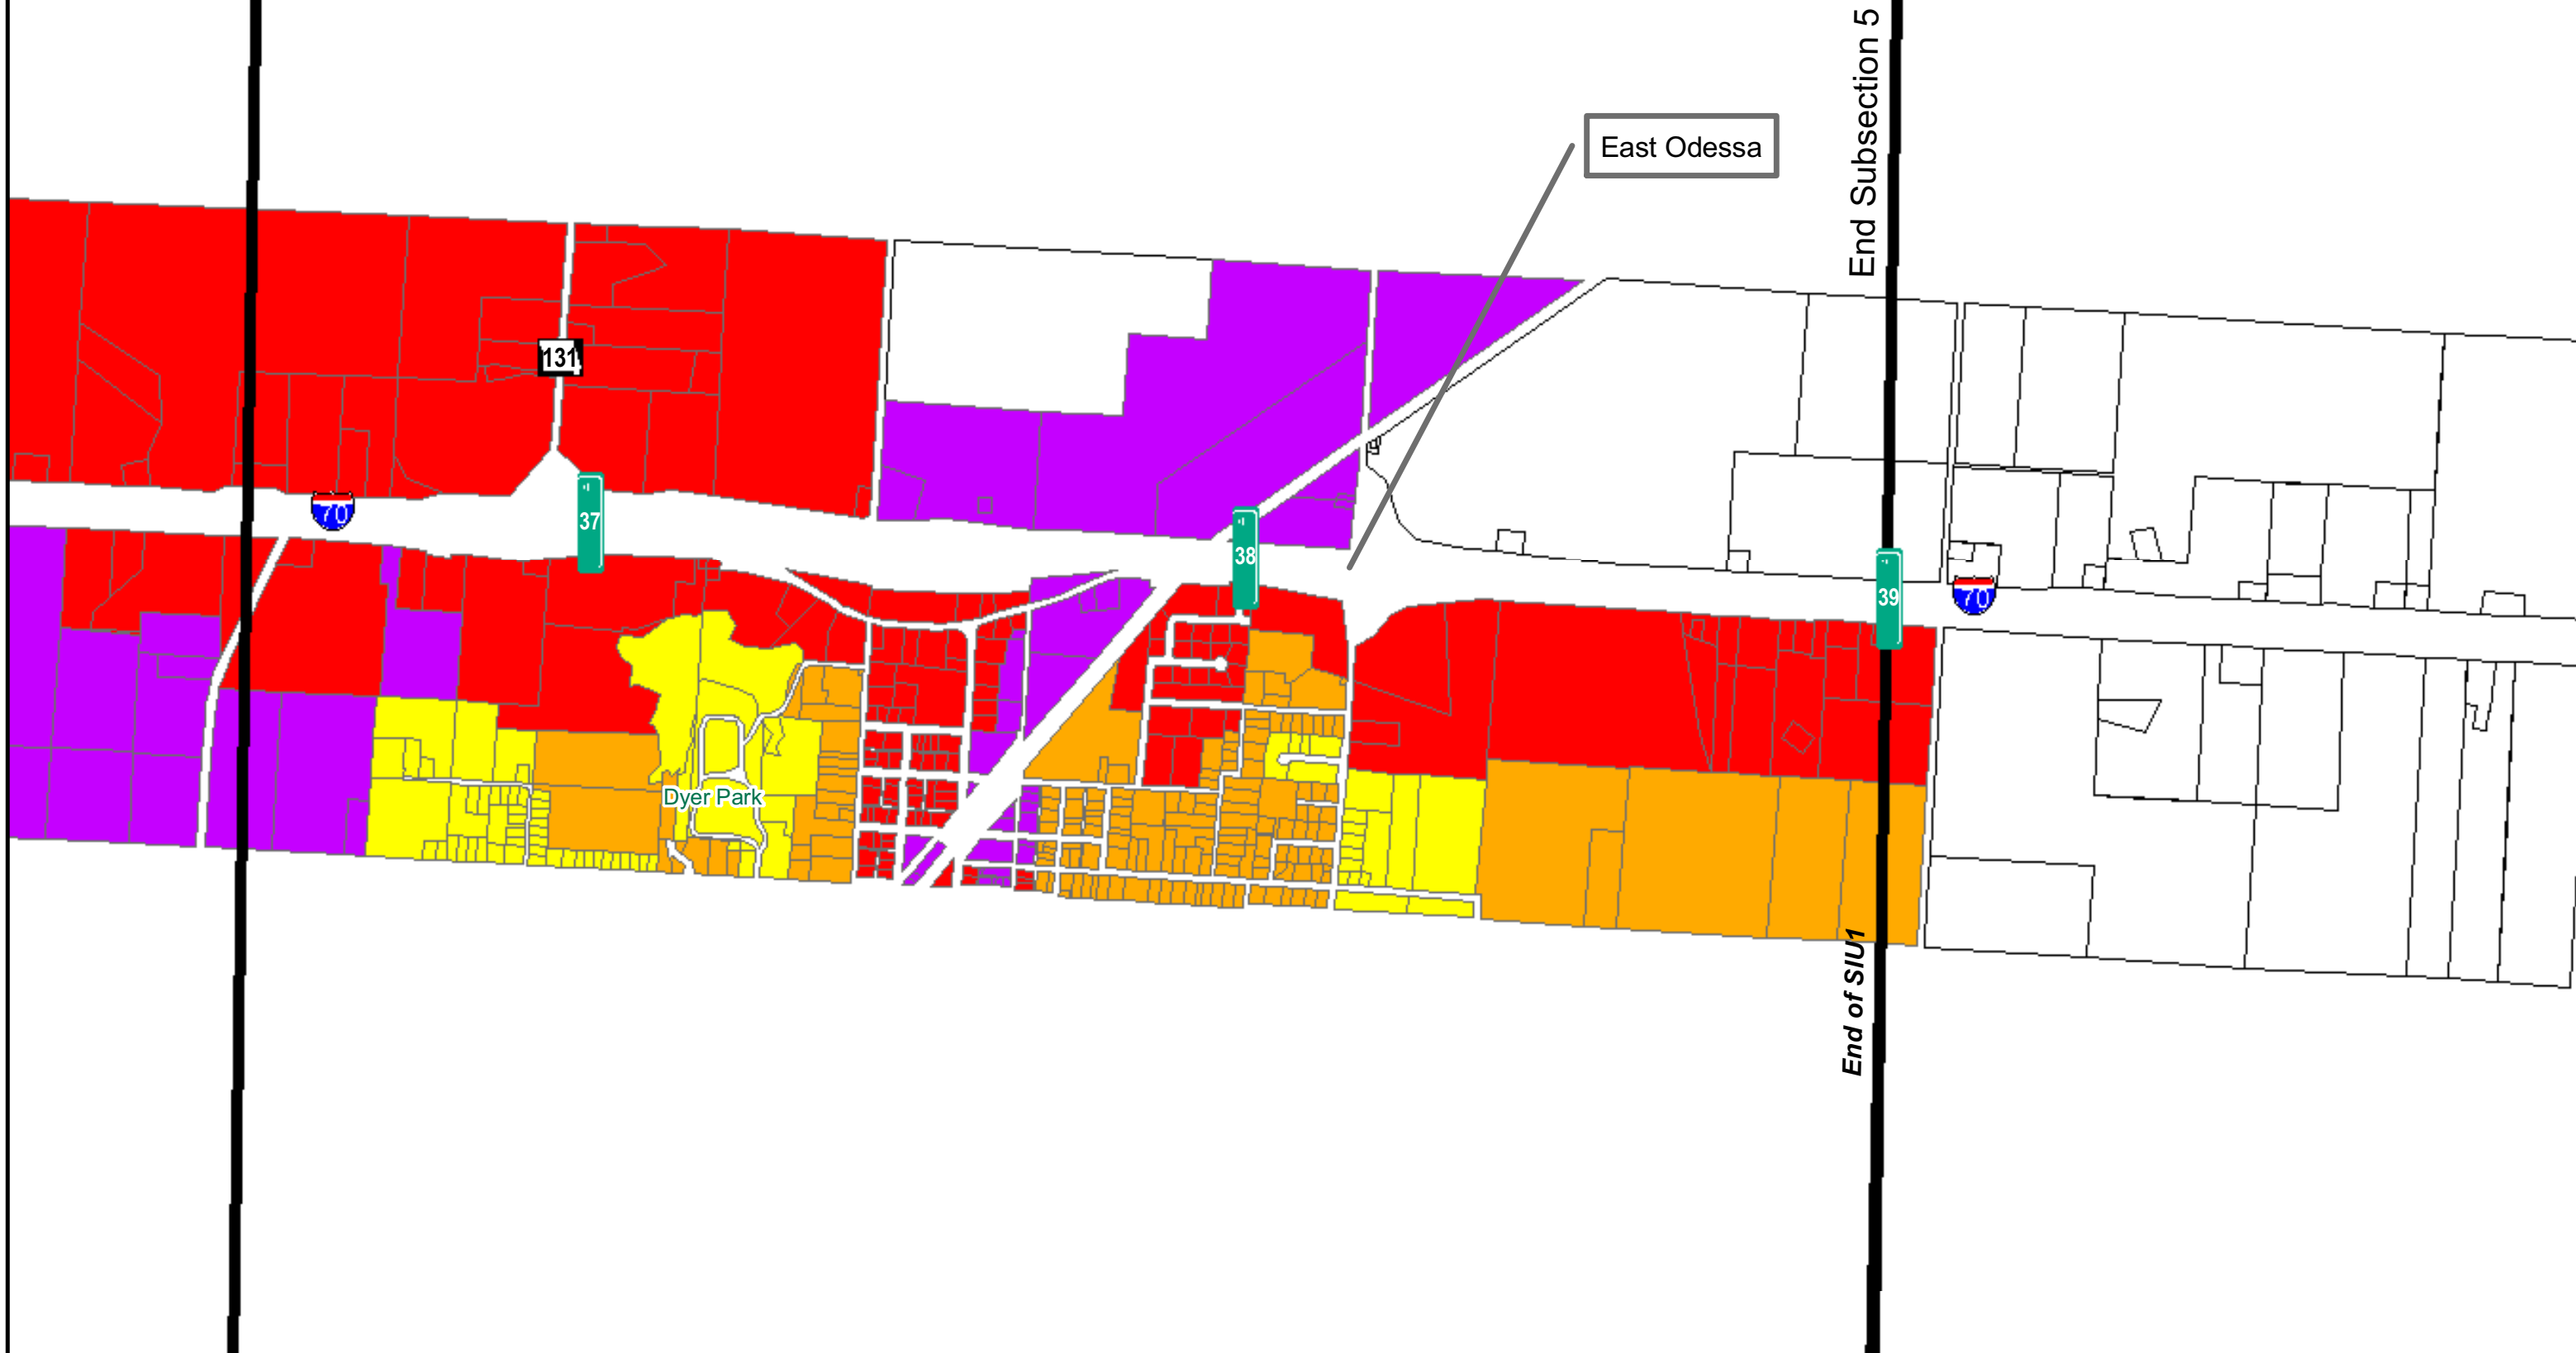 End Subsection 5
East Odessa
131
70
37
38
39
70
Dyer Park
End of SIU1